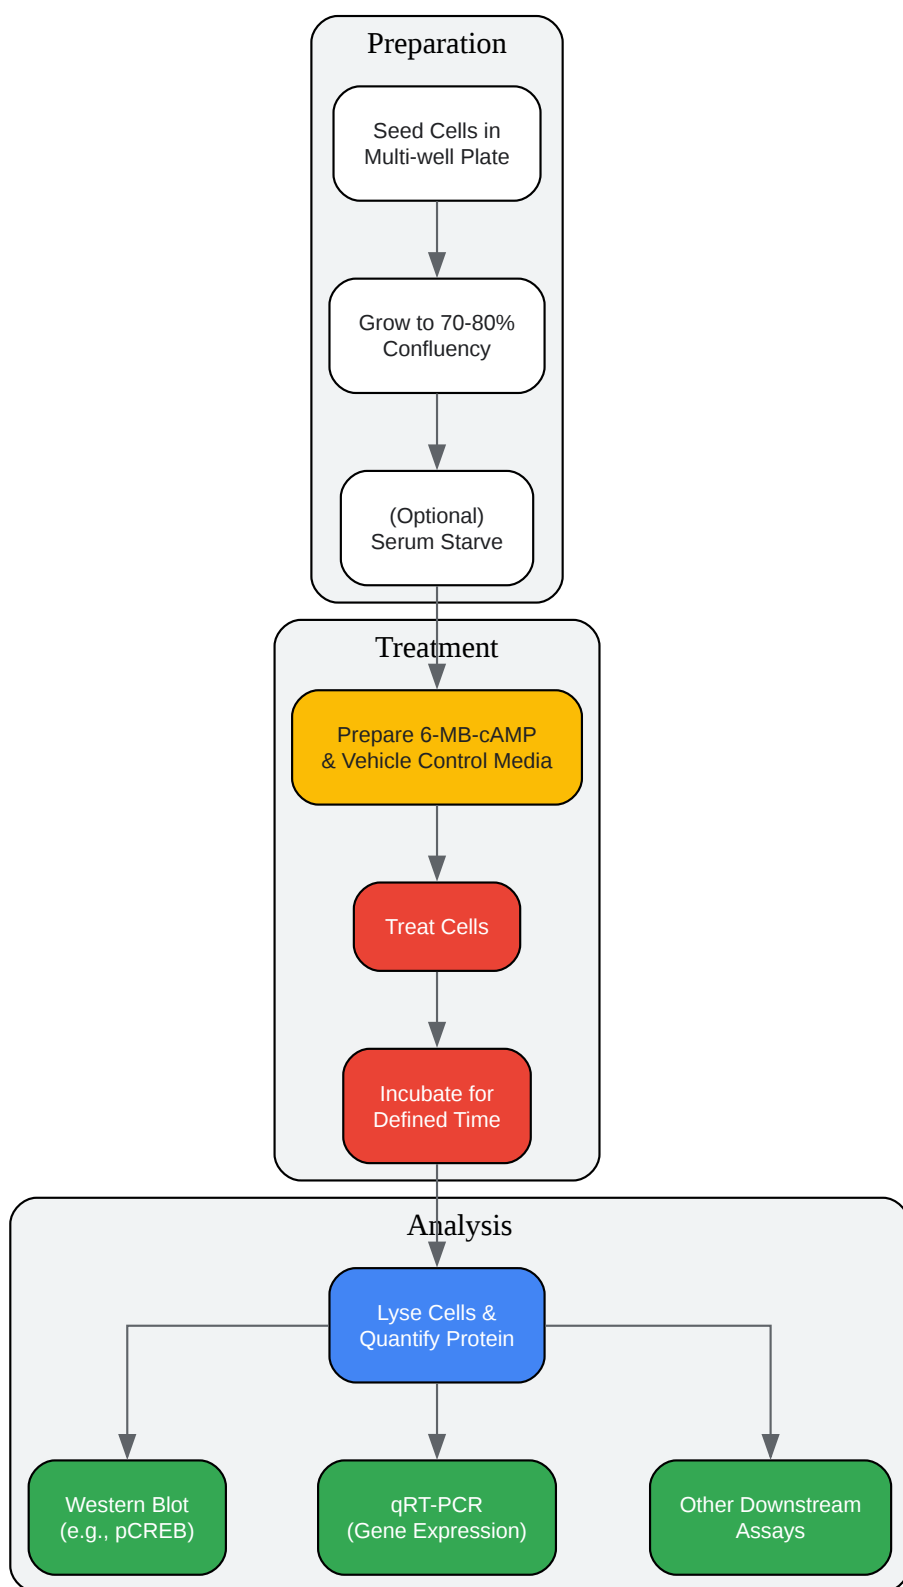 Preparation
Seed Cells in
Multi-well Plate
Grow to 70-80%
Confluency
(Optional)
Serum Starve
Treatment
Prepare 6-MB-cAMP
& Vehicle Control Media
Treat Cells
Incubate for
Defined Time
Analysis
Lyse Cells &
Quantify Protein
Western Blot
(e.g., pCREB)
qRT-PCR
(Gene Expression)
Other Downstream
Assays